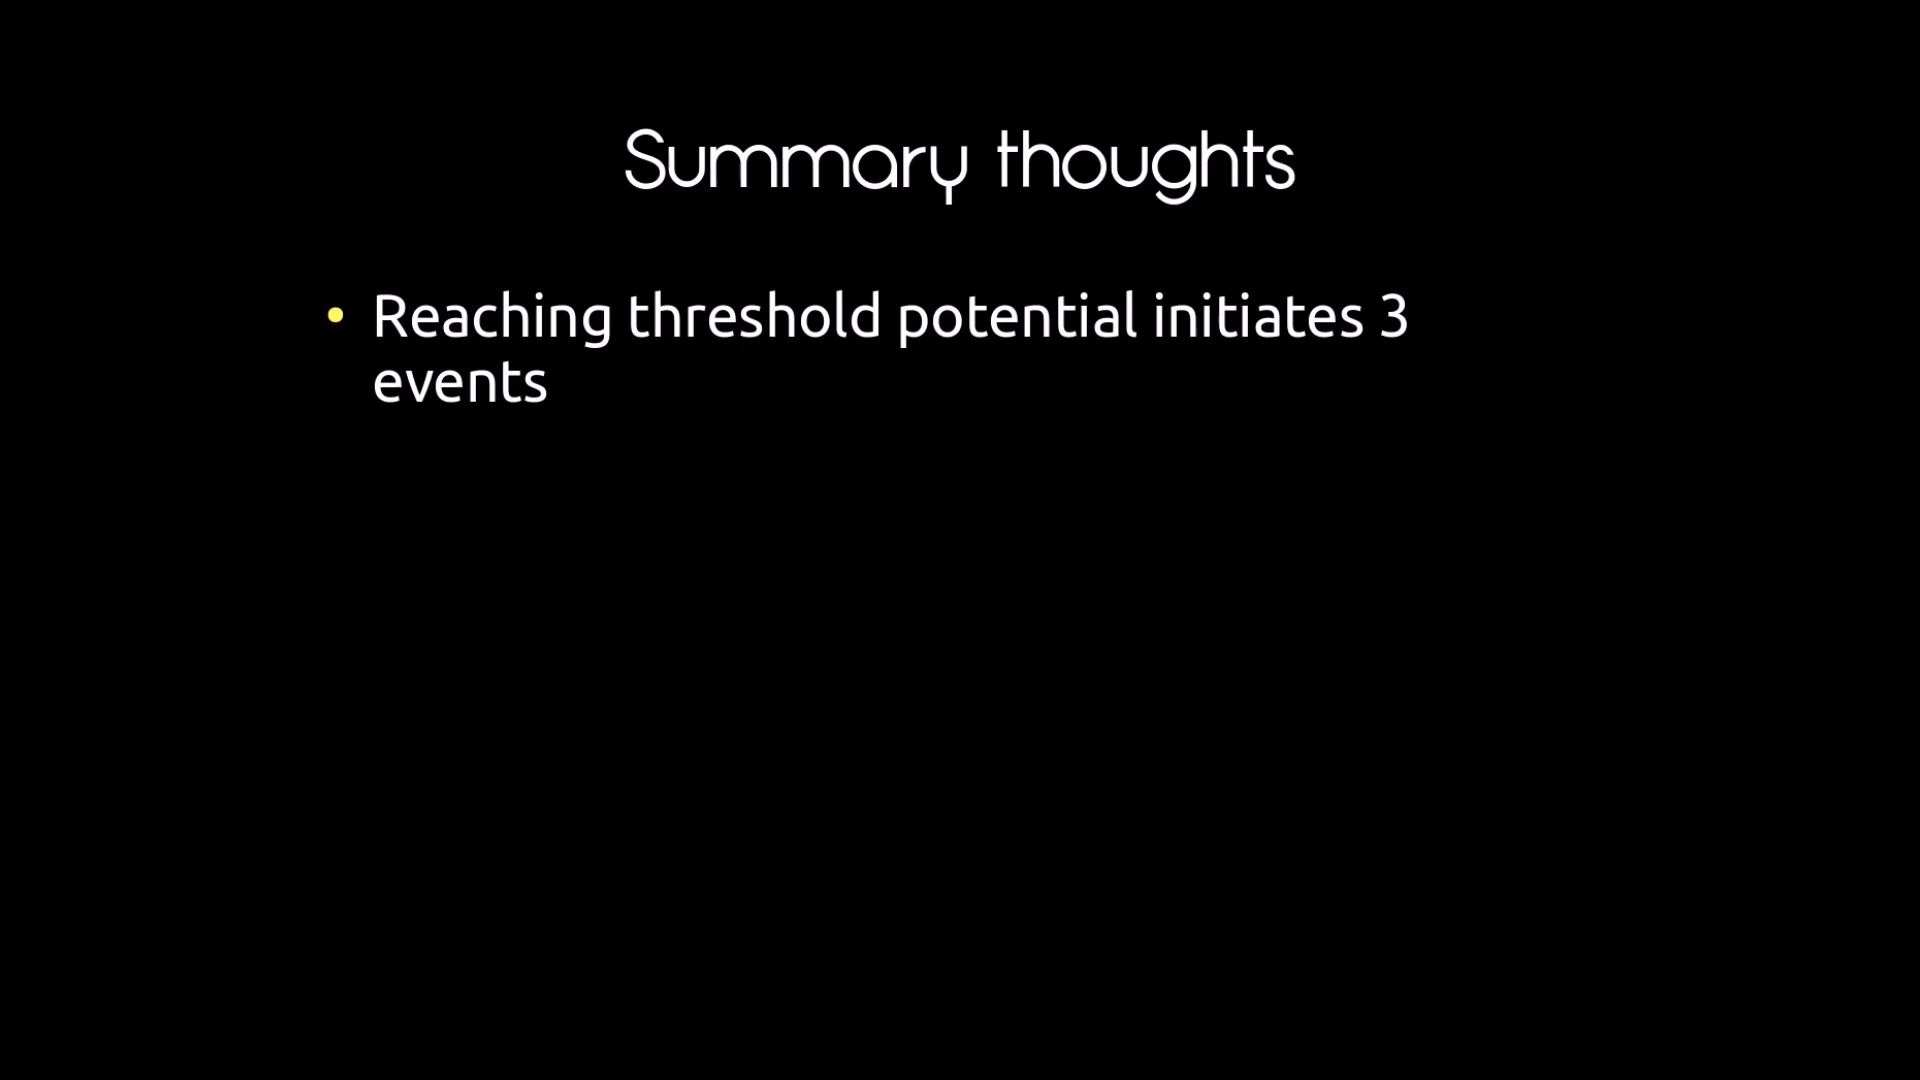 Summary thoughts
• Reaching threshold potential initiates 3
events